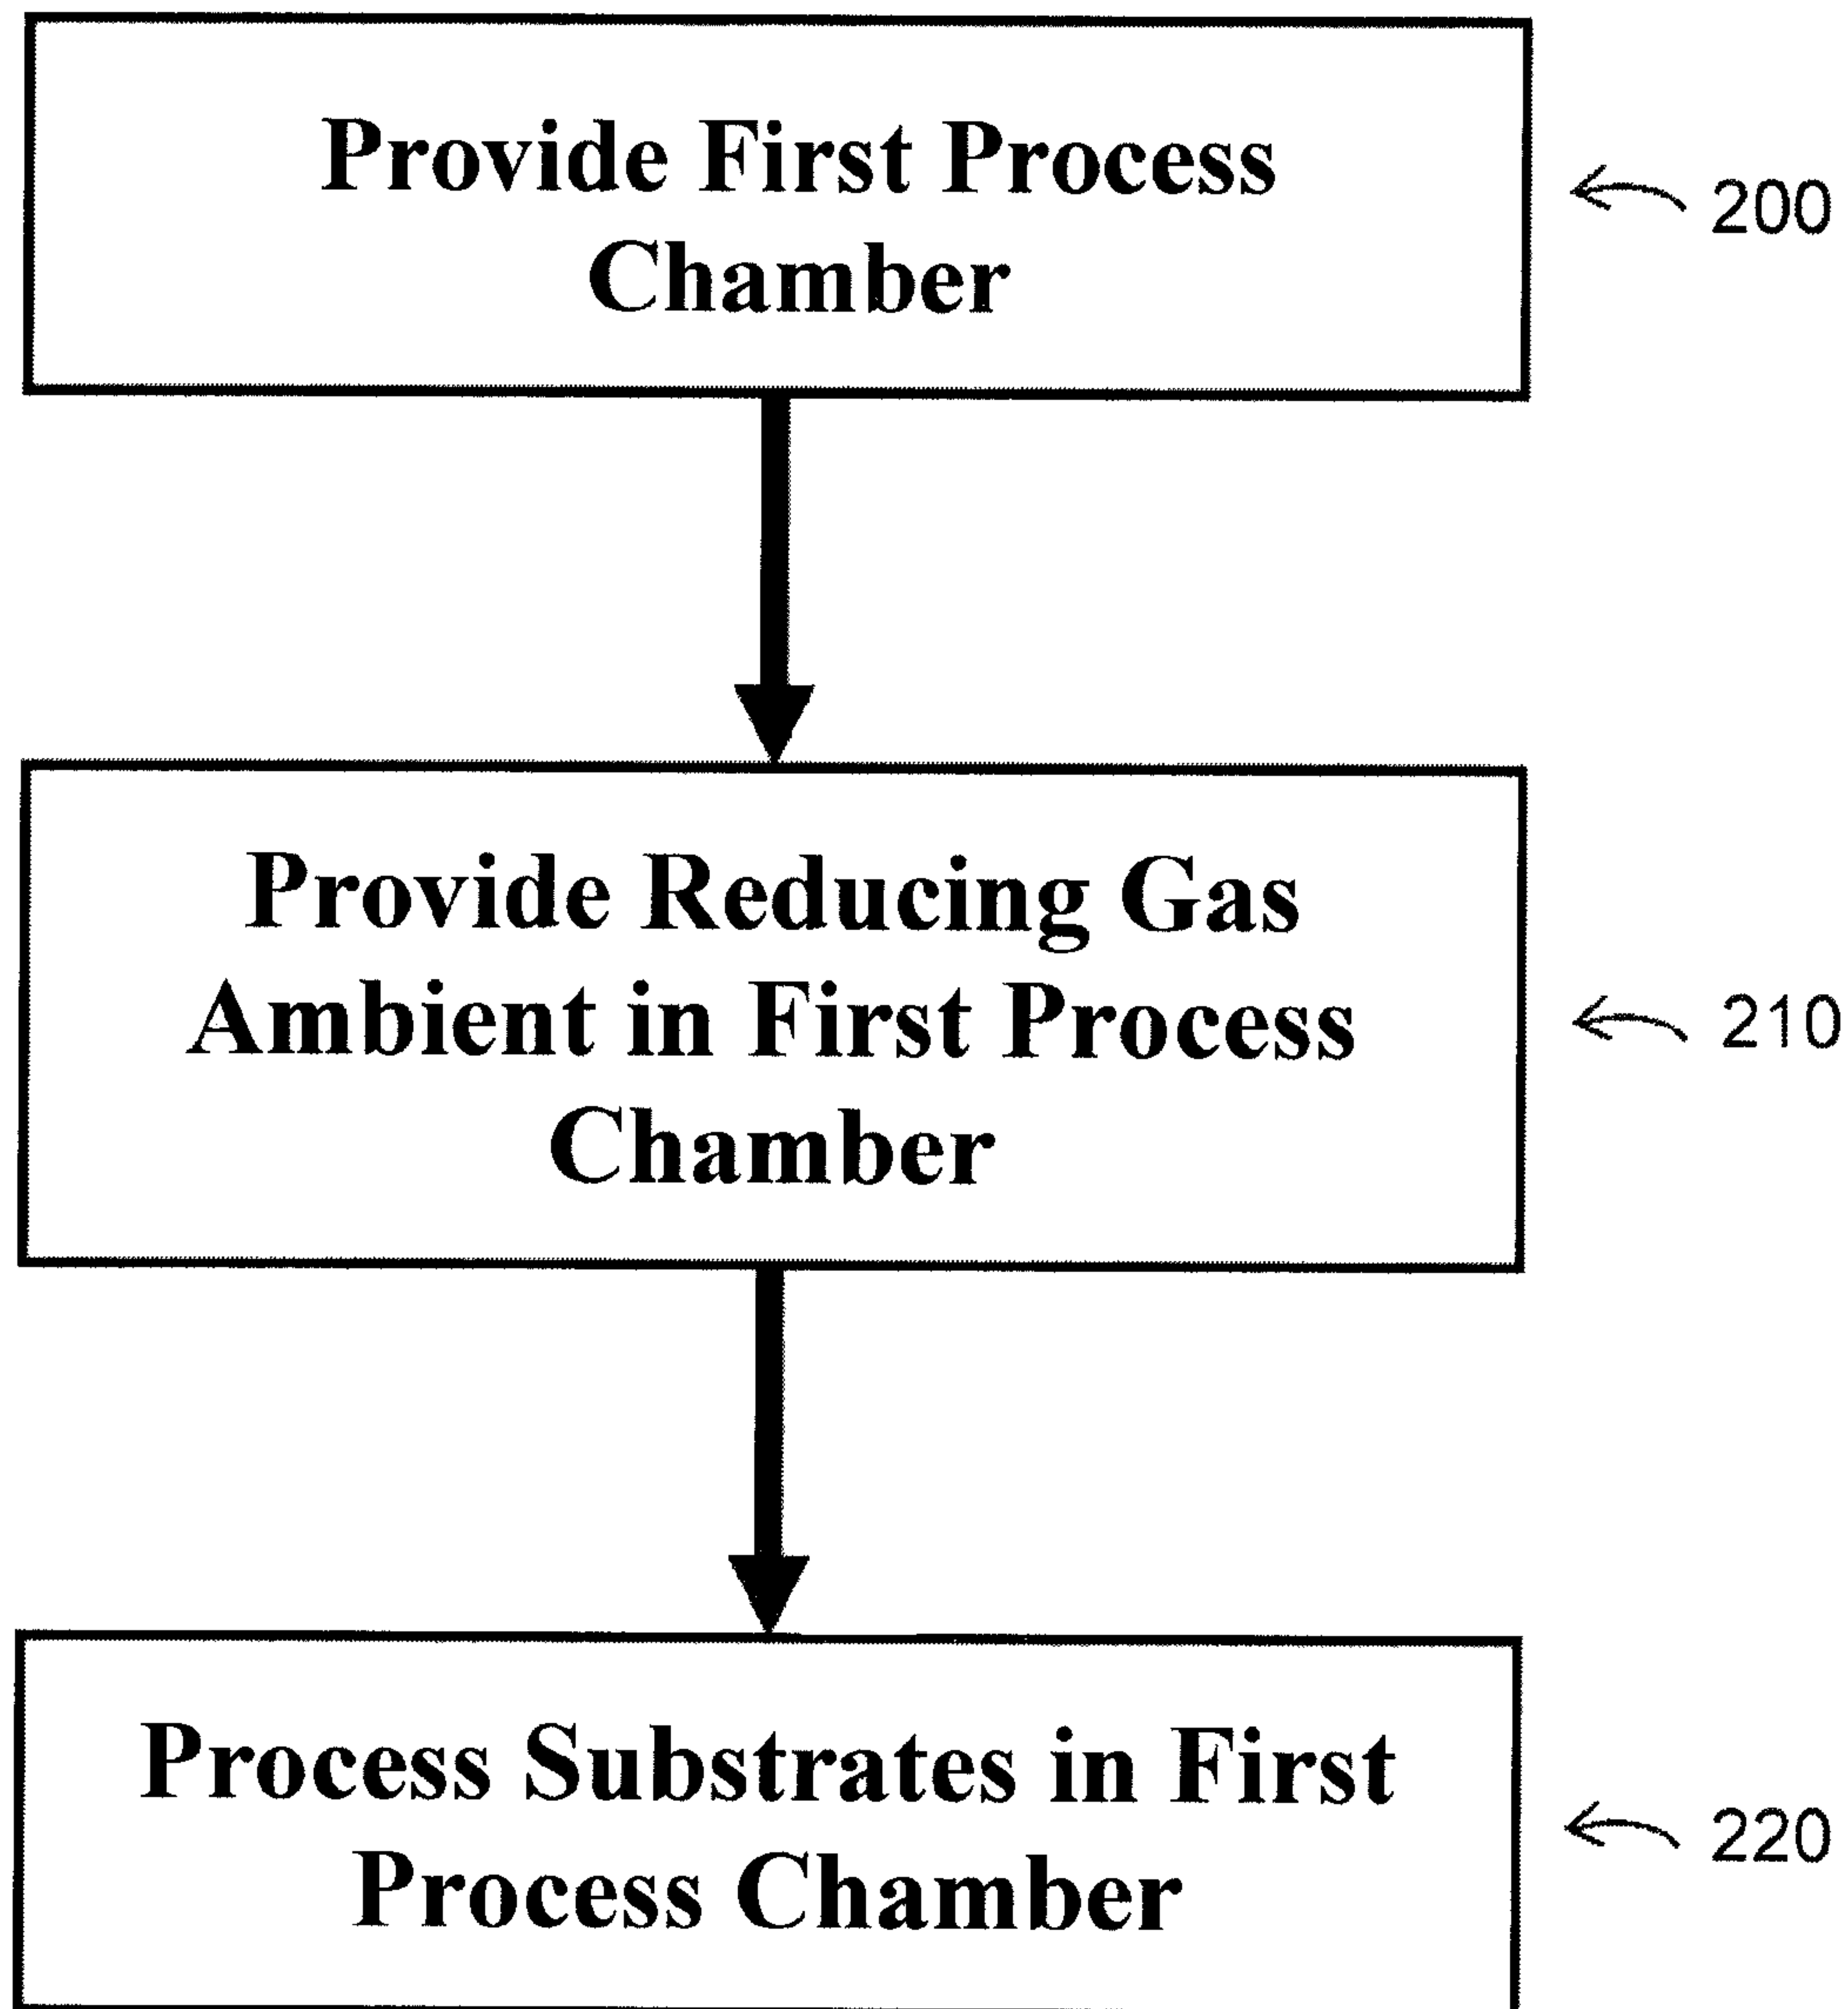 Provide First Process
Chamber
200
Provide Reducing Gas
Ambient in First Process
Chamber
210
Process Substrates in First
Process Chamber
220